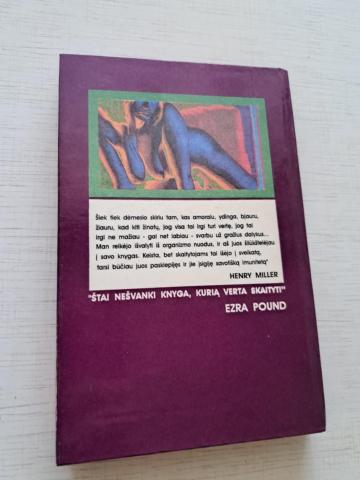 Šiek tiek dėmesio skiriu tam, kas amoralu, ydinga, bjauru,
žiauru, kad kiti žinotų, jog visa tai irgi turi vertę, jog tai
irgi ne mažiau - gal net labiau - svarbu už gražius dalykus...
Man reikėjo išvalyti iš organizmo nuodus, ir aš juos išliukštelėjau
į savo knygas. Keista, bet skaitytojams tai išėjo į sveikatą,
tarsi būčiau juos paskiepijęs ir jie įsigiję savotišką imunitetą"
HENRY MILLER
"ŠTAI NEŠVANKI KNYGA, KURIĄ VERTA SKAITYTI"
EZRA POUND